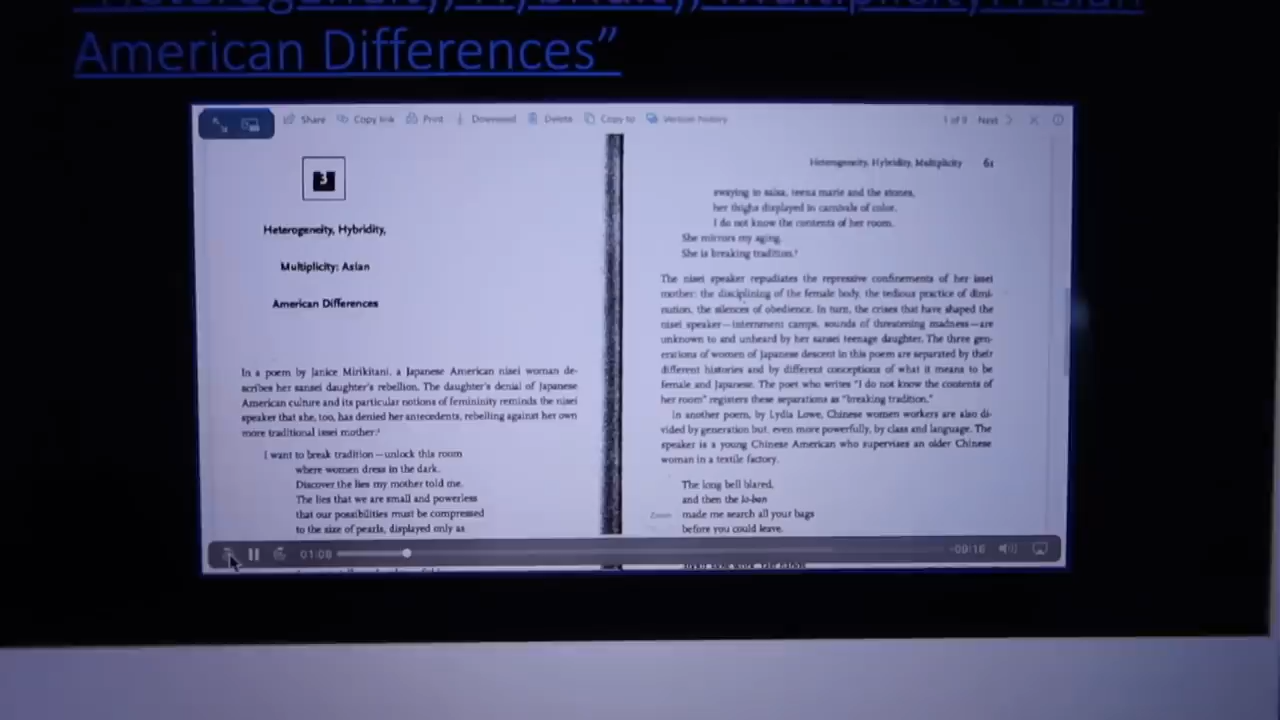 "Heterogeneity, Hybridity, Multiplicity: Asian
American Differences"
Share Copy link Print Download Delete Copy to Version history 1 of 9 Next
3
Heterogeneity, Hybridity,
Multiplicity: Asian
American Differences
In a poem by Janice Mirikitani, a Japanese American nisei woman de-
scribes her sansei daughter's rebellion. The daughter's denial of Japanese
American culture and its particular notions of femininity reminds the nisei
speaker that she, too, has denied her antecedents, rebelling against her own
more traditional issei mother:¹
I want to break tradition—unlock this room
where women dress in the dark.
Discover the lies my mother told me.
The lies that we are small and powerless
that our possibilities must be compressed
to the size of pearls, displayed only as
Heterogeneity, Hybridity, Multiplicity 61
swaying to salsa, teena marie and the stones,
her thighs displayed in carnivals of color.
I do not know the contents of her room.
She mirrors my aging.
She is breaking tradition.¹
The nisei speaker repudiates the repressive confinements of her issei
mother: the disciplining of the female body, the tedious practice of dimi-
nution, the silences of obedience. In turn, the crises that have shaped the
nisei speaker—internment camps, sounds of threatening madness—are
unknown to and unheard by her sansei teenage daughter. The three gen-
erations of women of Japanese descent in this poem are separated by their
different histories and by different conceptions of what it means to be
female and Japanese. The poet who writes "I do not know the contents of
her room" registers these separations as "breaking tradition."
In another poem, by Lydia Lowe, Chinese women workers are also di-
vided by generation but, even more powerfully, by class and language. The
speaker is a young Chinese American who supervises an older Chinese
woman in a textile factory.
The long bell blared,
and then the lo-ban
made me search all your bags
before you could leave.
01:08 -09:16